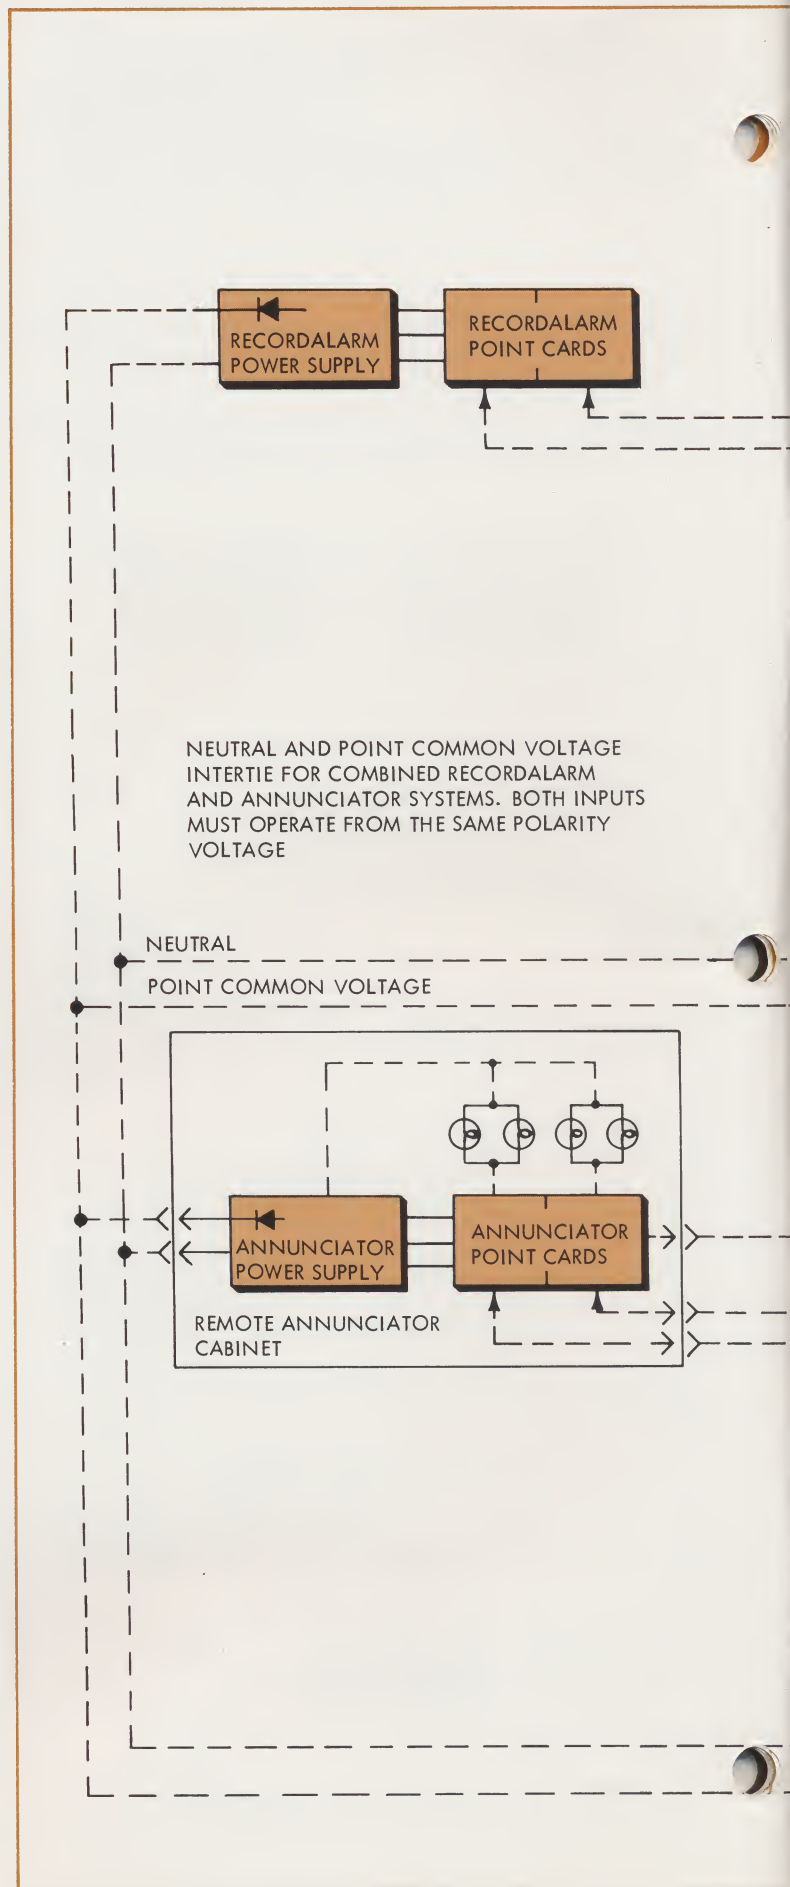 RECORDALARM
POWER SUPPLY
RECORDALARM
POINT CARDS
NEUTRAL AND POINT COMMON VOLTAGE
INTERTIE FOR COMBINED RECORDALARM
AND ANNUNCIATOR SYSTEMS. BOTH INPUTS
MUST OPERATE FROM THE SAME POLARITY
VOLTAGE
NEUTRAL
POINT COMMON VOLTAGE
ANNUNCIATOR
POWER SUPPLY
ANNUNCIATOR
POINT CARDS
REMOTE ANNUNCIATOR
CABINET